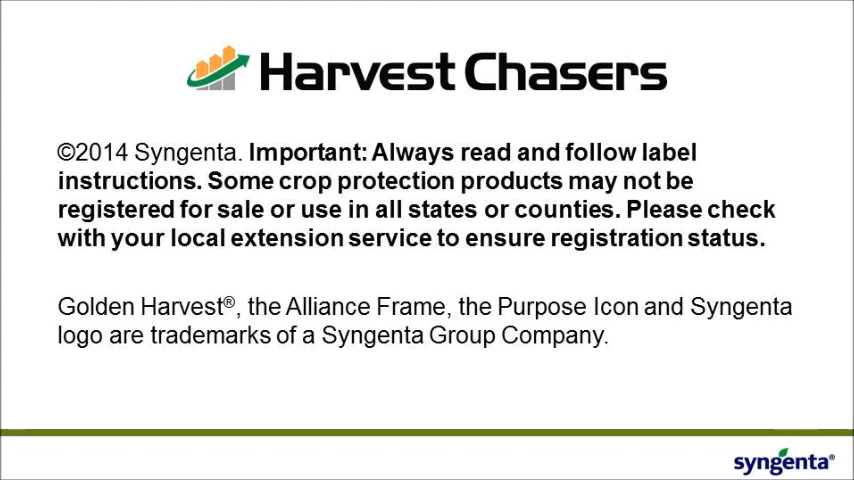 Harvest Chasers
©2014 Syngenta. Important: Always read and follow label
instructions. Some crop protection products may not be
registered for sale or use in all states or counties. Please check
with your local extension service to ensure registration status.
Golden Harvest®, the Alliance Frame, the Purpose Icon and Syngenta
logo are trademarks of a Syngenta Group Company.
syngenta®